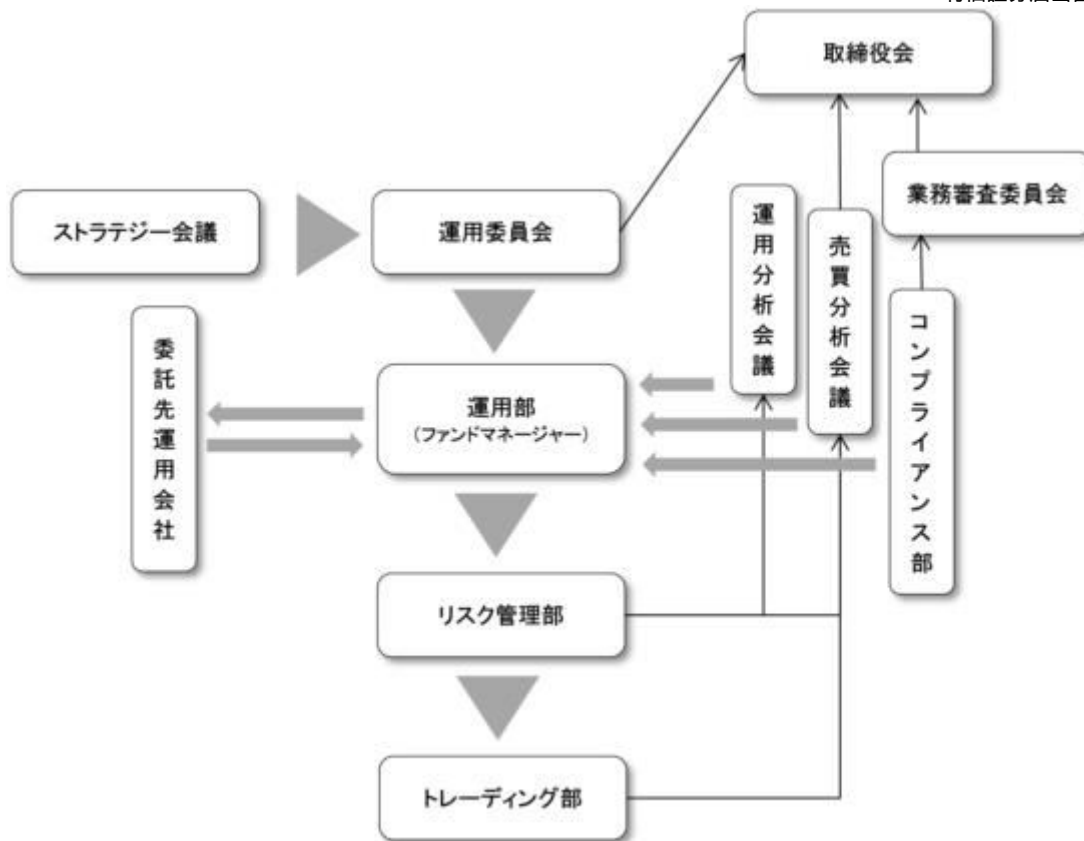 取締役会
業務審査委員会
ストラテジー会議
運用委員会
運用分析会議
売買分析会議
コンプライアンス部
委託先運用会社
運用部
(ファンドマネージャー)
リスク管理部
トレーディング部